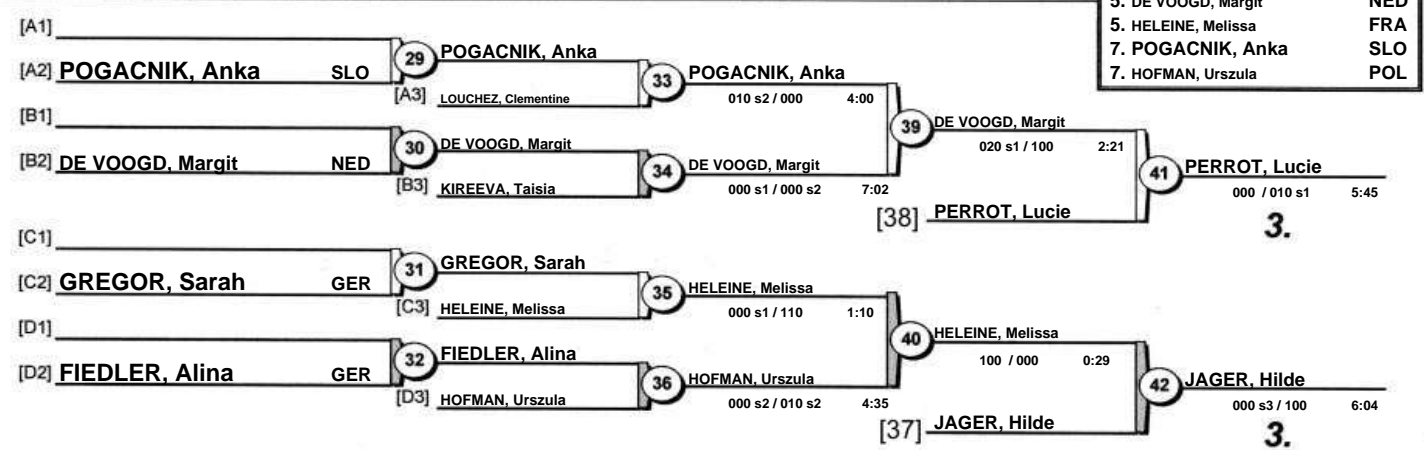 5. DE VOOGD, Margit NED
5. HELEINE, Melissa FRA
7. POGACNIK, Anka SLO
7. HOFMAN, Urszula POL
[A1]
[A2] POGACNIK, Anka SLO
29
POGACNIK, Anka
[A3] LOUCHEZ, Clementine
33
POGACNIK, Anka
010 s2 / 000 4:00
[B1]
[B2] DE VOOGD, Margit NED
30
DE VOOGD, Margit
[B3] KIREEVA, Taisia
34
DE VOOGD, Margit
000 s1 / 000 s2 7:02
39
DE VOOGD, Margit
020 s1 / 100 2:21
[38] PERROT, Lucie
41
PERROT, Lucie
000 / 010 s1 5:45
3.
[C1]
[C2] GREGOR, Sarah GER
31
GREGOR, Sarah
[C3] HELEINE, Melissa
35
HELEINE, Melissa
000 s1 / 110 1:10
[D1]
[D2] FIEDLER, Alina GER
32
FIEDLER, Alina
[D3] HOFMAN, Urszula
36
HOFMAN, Urszula
000 s2 / 010 s2 4:35
40
HELEINE, Melissa
100 / 000 0:29
[37] JAGER, Hilde
42
JAGER, Hilde
000 s3 / 100 6:04
3.